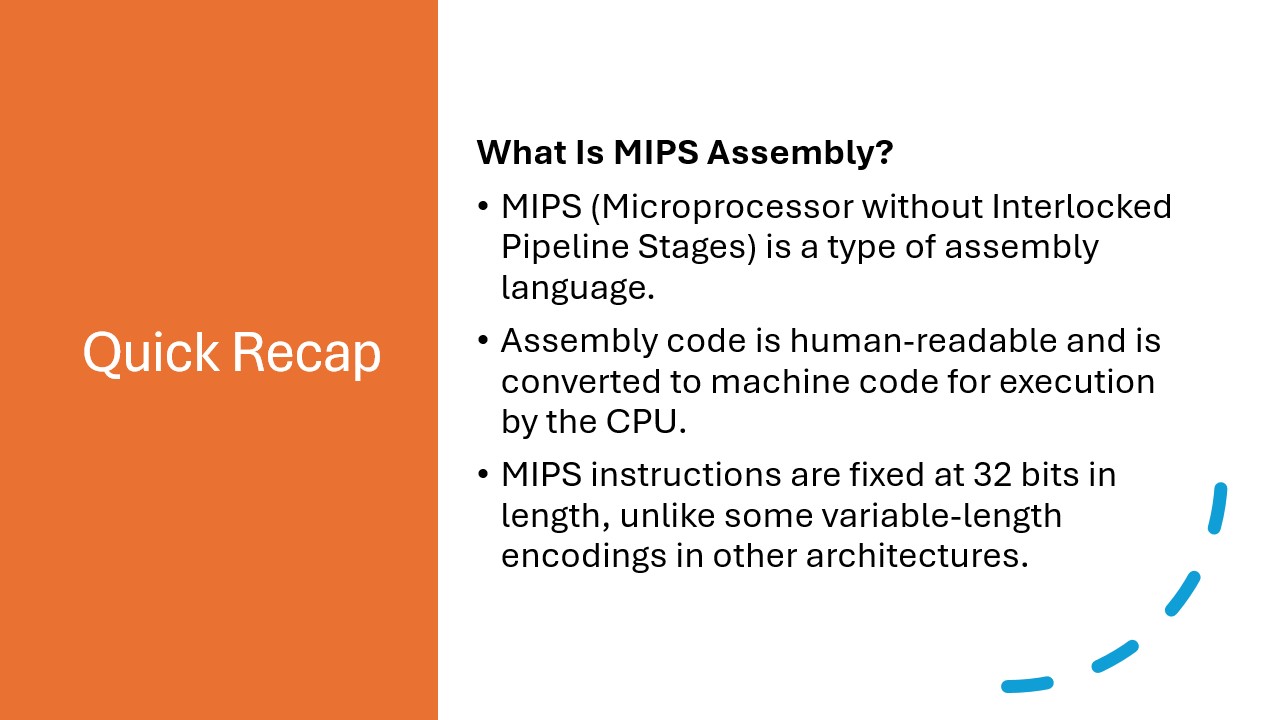 Quick Recap
What Is MIPS Assembly?
• MIPS (Microprocessor without Interlocked
Pipeline Stages) is a type of assembly
language.
• Assembly code is human-readable and is
converted to machine code for execution
by the CPU.
• MIPS instructions are fixed at 32 bits in
length, unlike some variable-length
encodings in other architectures.